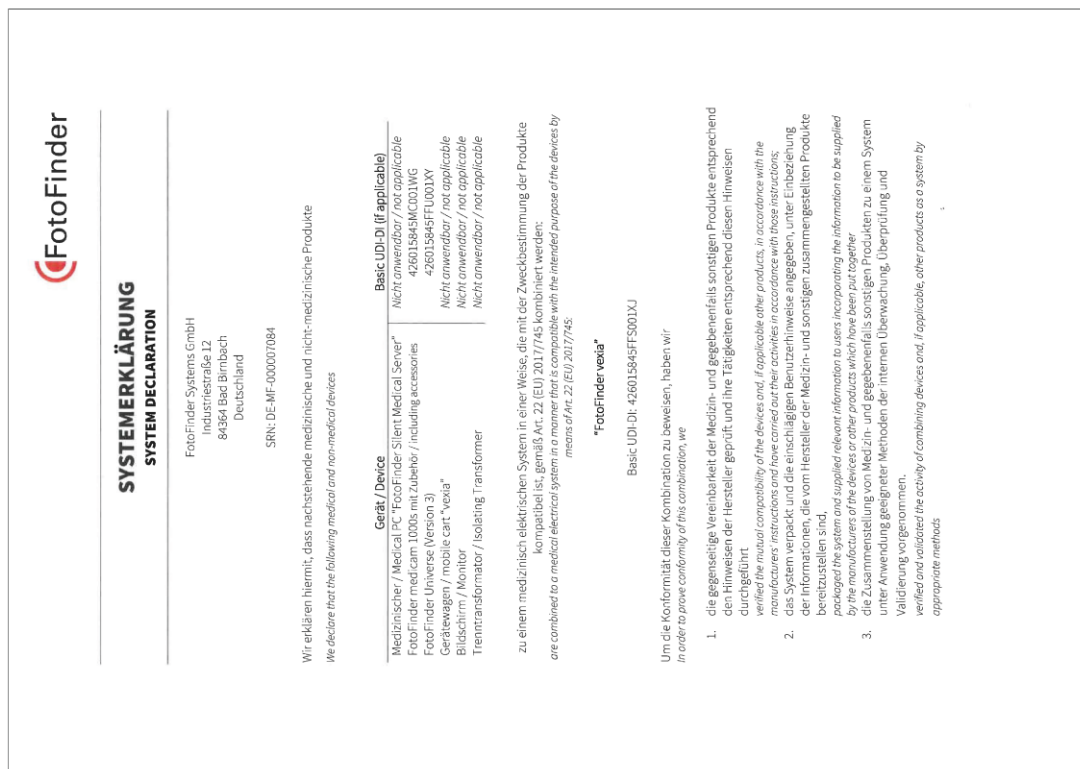 FotoFinder
SYSTEMERKLÄRUNG
SYSTEM DECLARATION
FotoFinder Systems GmbH
Industriestraße 12
84364 Bad Birnbach
Deutschland
SRN: DE-MF-000007084
Wir erklären hiermit, dass nachstehende medizinische und nicht-medizinische Produkte
We declare that the following medical and non-medical devices
Gerät / Device Basic UDI-DI (if applicable)
Medizinischer / Medical PC "FotoFinder Silent Medical Server" Nicht anwendbar / not applicable
FotoFinder medicam 1000s mit Zubehör / including accessories 426015845MC001WG
FotoFinder Universe (Version 3) 426015845FFU001XY
Gerätewagen / mobile cart "vexia" Nicht anwendbar / not applicable
Bildschirm / Monitor Nicht anwendbar / not applicable
Trenntransformator / Isolating Transformer Nicht anwendbar / not applicable
zu einem medizinisch elektrischen System in einer Weise, die mit der Zweckbestimmung der Produkte
kompatibel ist, gemäß Art. 22 (EU) 2017/745 kombiniert werden:
are combined to a medical electrical system in a manner that is compatible with the intended purpose of the devices by
means of Art. 22 (EU) 2017/745:
"FotoFinder vexia"
Basic UDI-DI: 426015845FFS001XJ
Um die Konformität dieser Kombination zu beweisen, haben wir
In order to prove conformity of this combination, we
1. die gegenseitige Vereinbarkeit der Medizin- und gegebenenfalls sonstigen Produkte entsprechend
den Hinweisen der Hersteller geprüft und ihre Tätigkeiten entsprechend diesen Hinweisen
durchgeführt
verified the mutual compatibility of the devices and, if applicable other products, in accordance with the
manufacturers' instructions and have carried out their activities in accordance with those instructions;
2. das System verpackt und die einschlägigen Benutzerhinweise angegeben, unter Einbeziehung
der Informationen, die vom Hersteller der Medizin- und sonstigen zusammengestellten Produkte
bereitzustellen sind,
packaged the system and supplied relevant information to users incorporating the information to be supplied
by the manufacturers of the devices or other products which have been put together
3. die Zusammenstellung von Medizin- und gegebenenfalls sonstigen Produkten zu einem System
unter Anwendung geeigneter Methoden der internen Überwachung, Überprüfung und
Validierung vorgenommen.
verified and validated the activity of combining devices and, if applicable, other products as a system by
appropriate methods